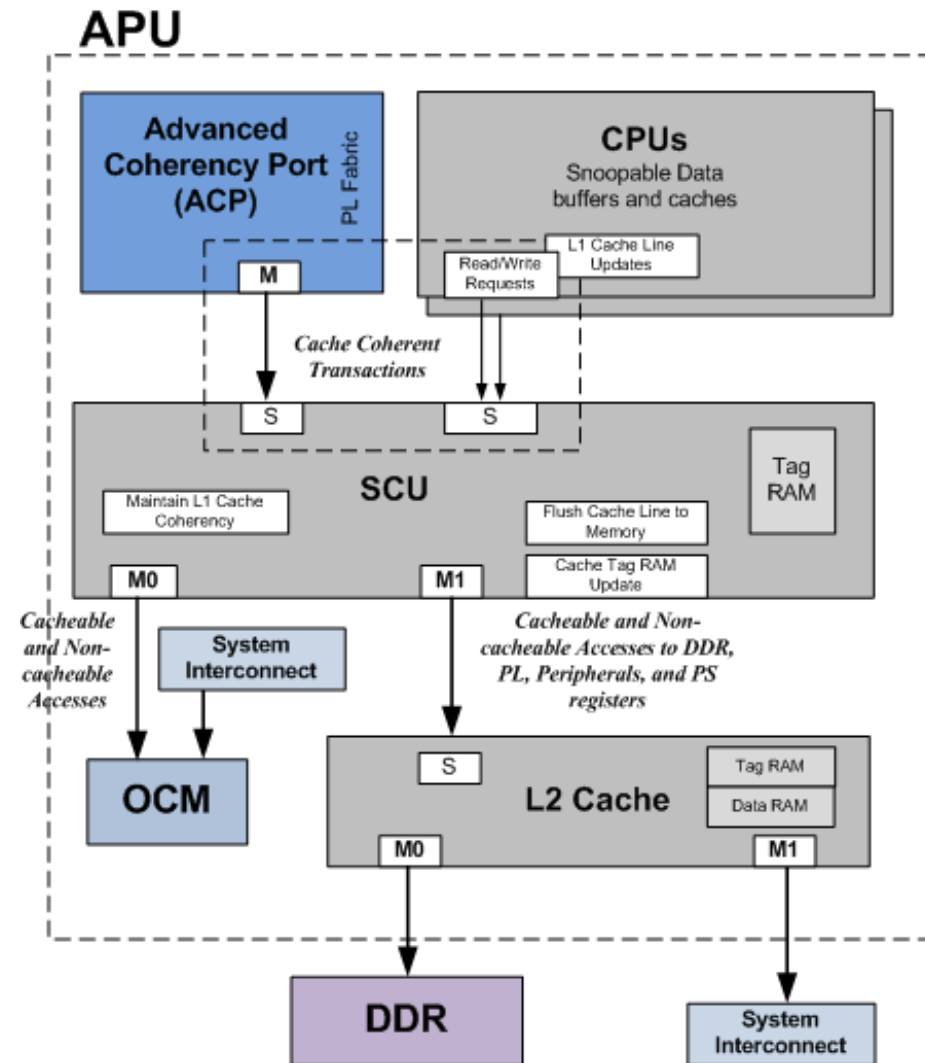 APU
Advanced
Coherency Port
(ACP)
PL Fabric
M
CPUs
Snoopable Data
buffers and caches
L1 Cache Line
Updates
Read/Write
Requests
Cache Coherent
Transactions
S
S
SCU
Tag
RAM
Maintain L1 Cache
Coherency
Flush Cache Line to
Memory
Cache Tag RAM
Update
M0
M1
Cacheable
and Non-
cacheable
Accesses
System
Interconnect
Cacheable and Non-
cacheable Accesses to DDR,
PL, Peripherals, and PS
registers
OCM
S
L2 Cache
Tag RAM
Data RAM
M0
M1
DDR
System
Interconnect